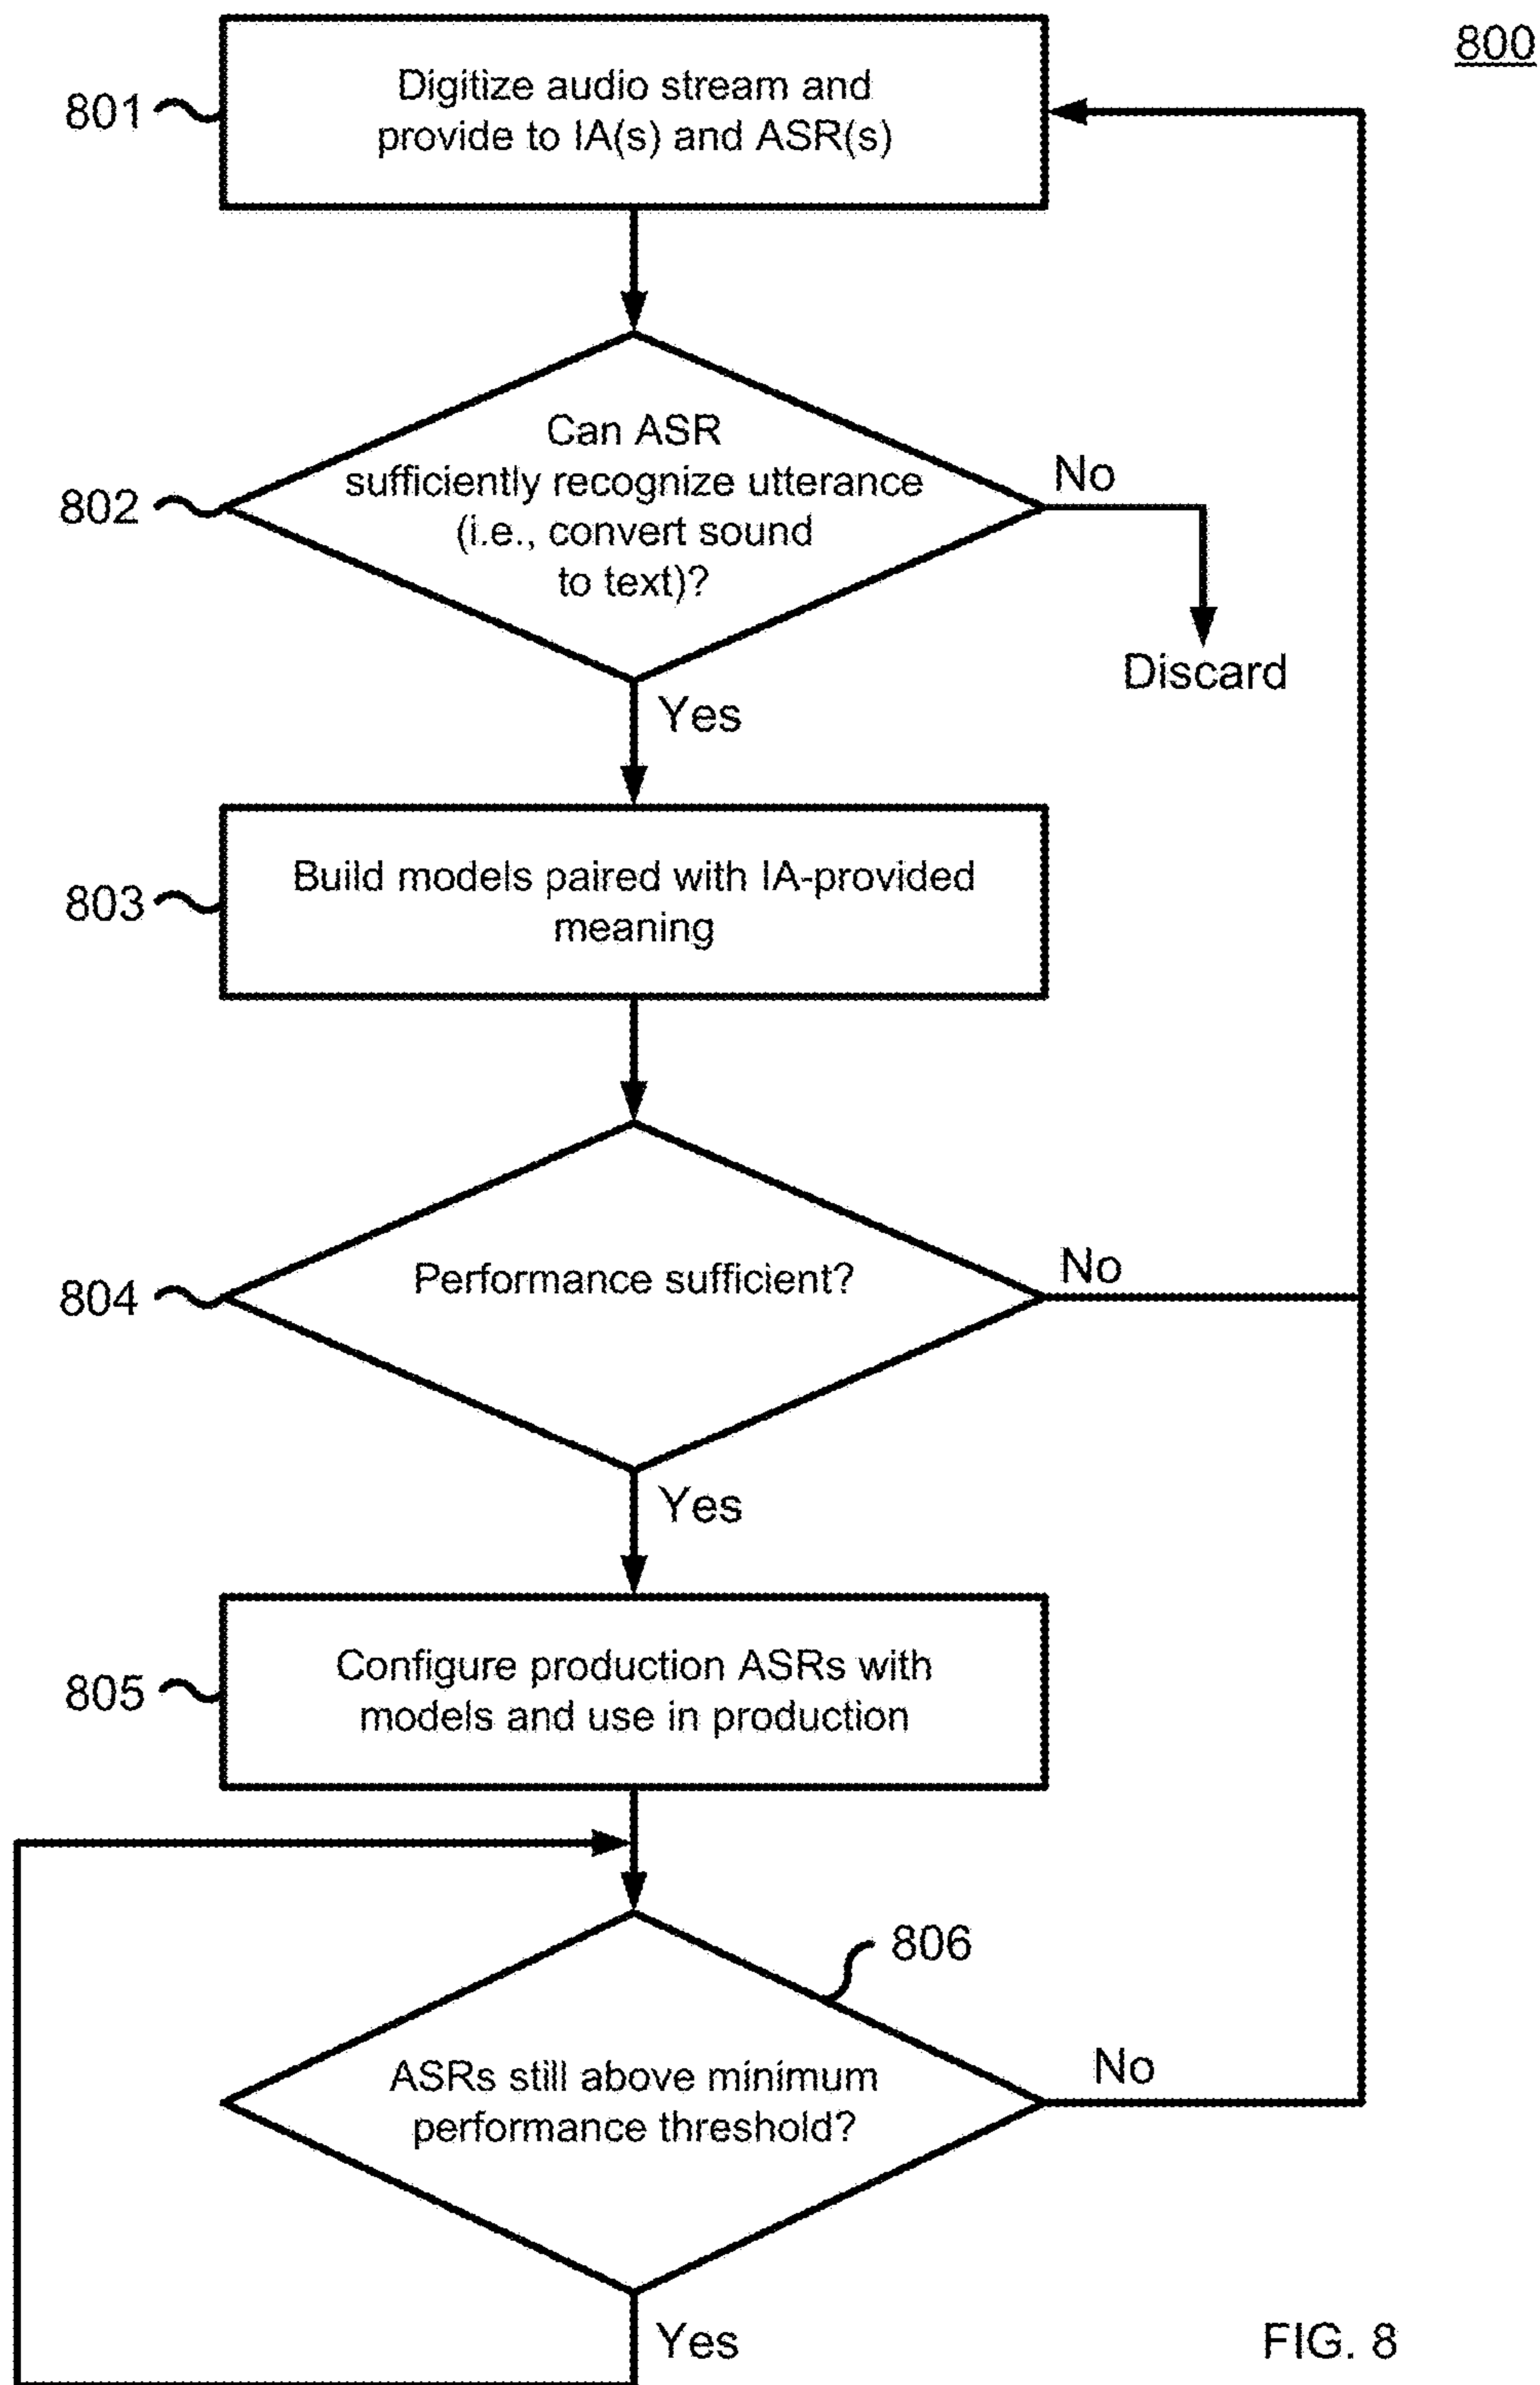 800
801
Digitize audio stream and
provide to IA(s) and ASR(s)
802
Can ASR
sufficiently recognize utterance
(i.e., convert sound
to text)?
No
Discard
Yes
803
Build models paired with IA-provided
meaning
804
Performance sufficient?
No
Yes
805
Configure production ASRs with
models and use in production
806
ASRs still above minimum
performance threshold?
No
Yes
FIG. 8